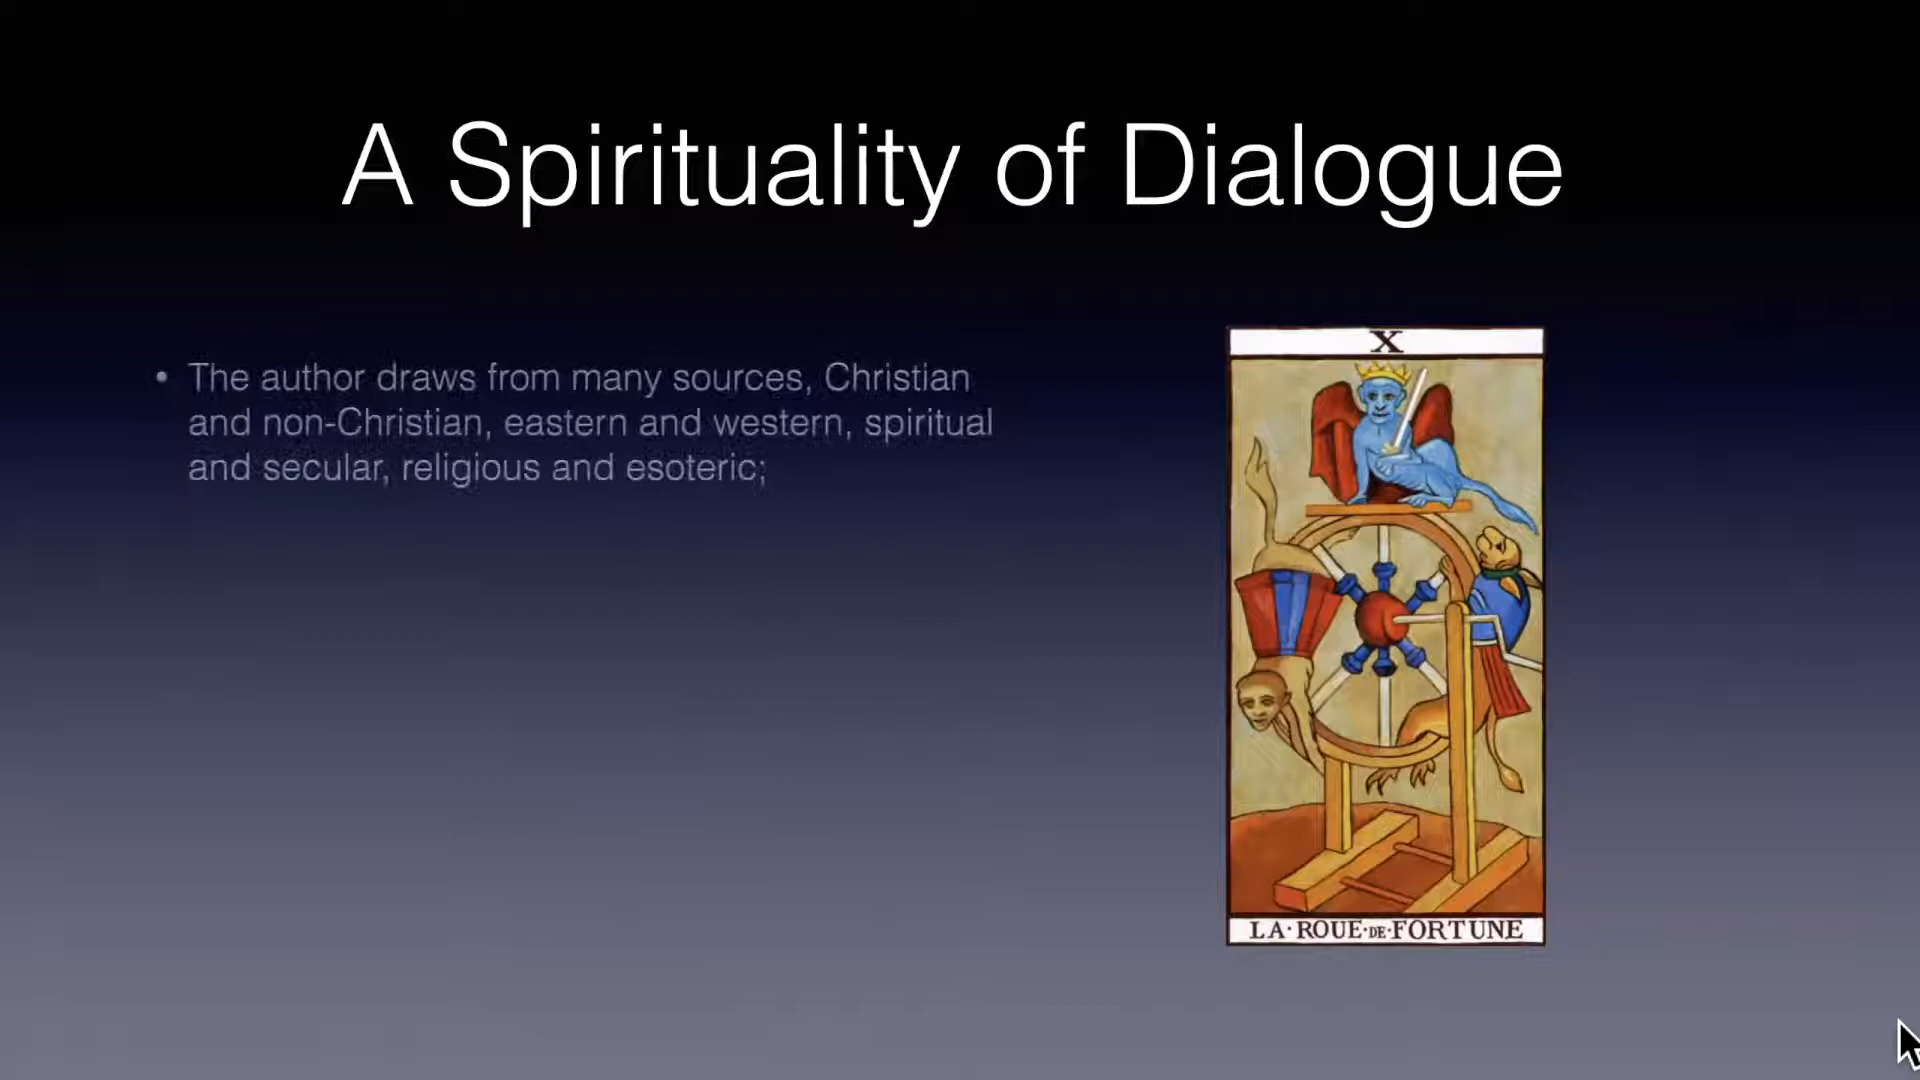 A Spirituality of Dialogue
• The author draws from many sources, Christian
and non-Christian, eastern and western, spiritual
and secular, religious and esoteric;
X
LA·ROUE·DE·FORTUNE